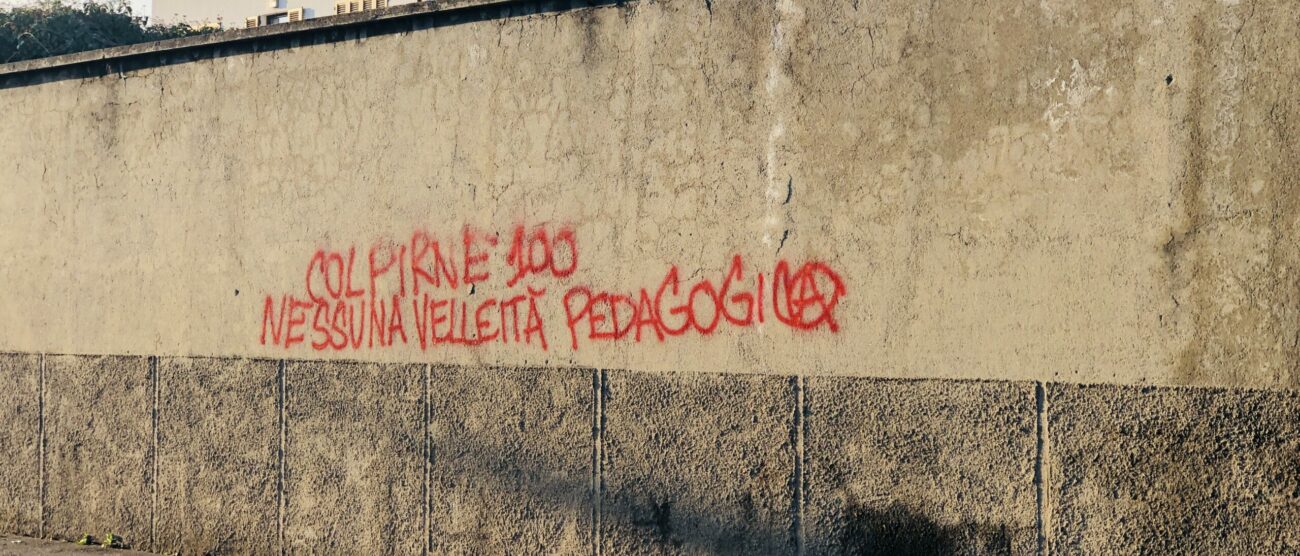 COLPIRNE 100
NESSUNA VELLEITÀ PEDAGOGICA